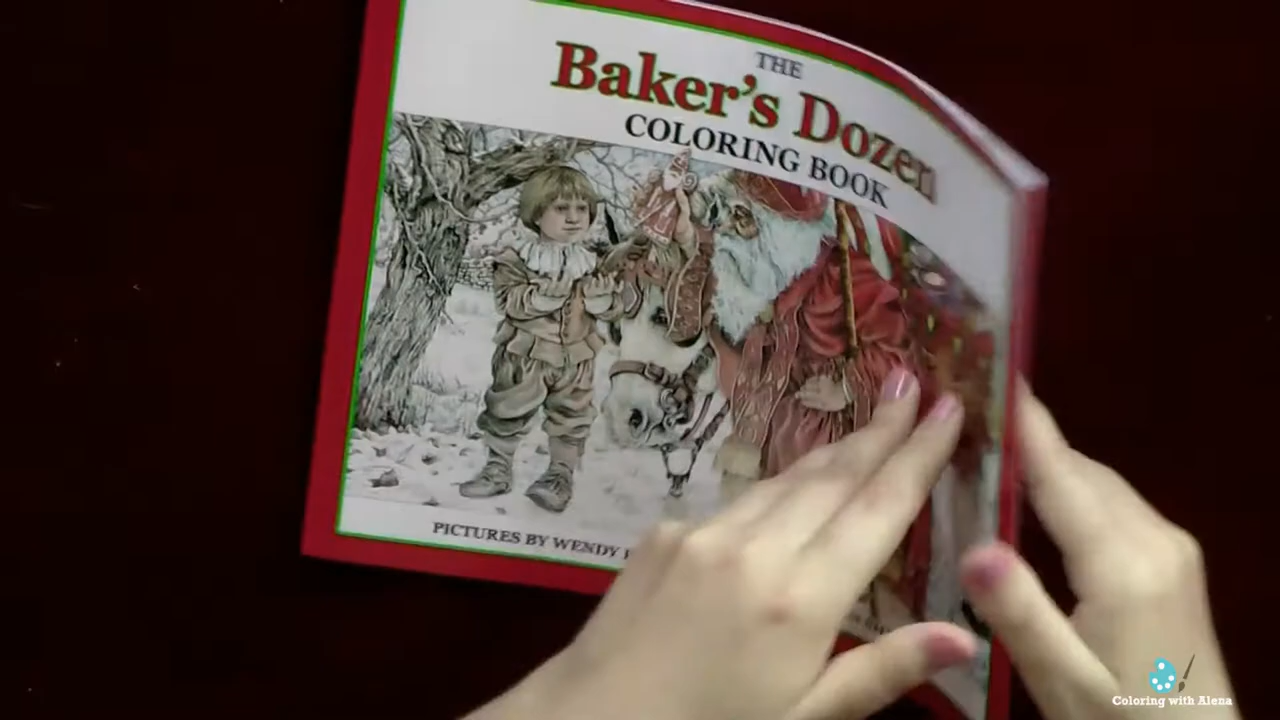 THE
Baker's Dozen
COLORING BOOK
PICTURES BY WENDY
Coloring with Alena